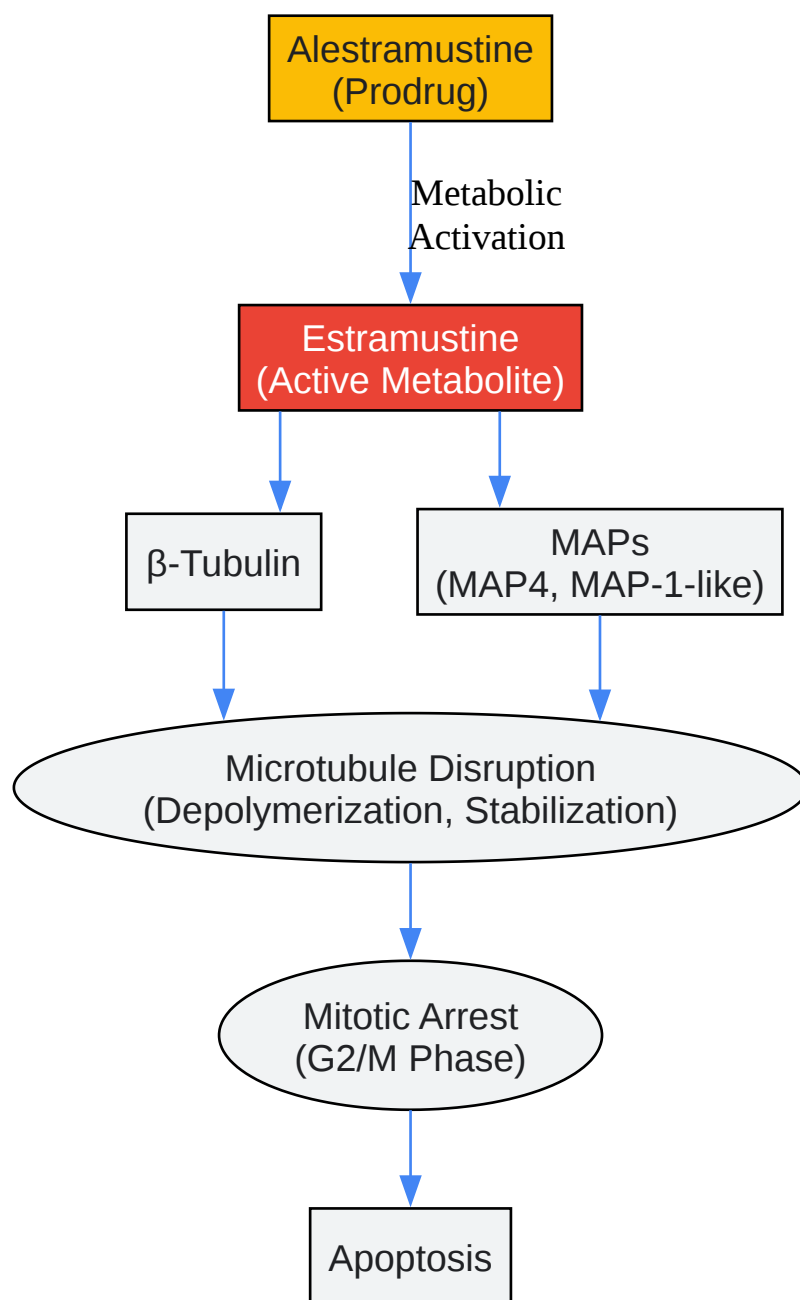 Alestramustine
(Prodrug)
Metabolic
Activation
Estramustine
(Active Metabolite)
β-Tubulin
MAPs
(MAP4, MAP-1-like)
Microtubule Disruption
(Depolymerization, Stabilization)
Mitotic Arrest
(G2/M Phase)
Apoptosis